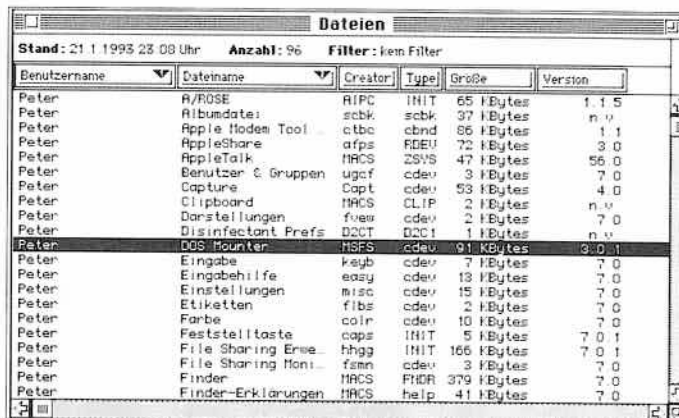 Dateien
Stand: 21.1.1993 23:08 Uhr Anzahl: 96 Filter: kein Filter
Benutzername Dateiname Creator Type Größe Version
Peter A/ROSE AIPC INIT 65 KBytes 1.1.5
Peter Albumdatei scbk scbk 37 KBytes n.v.
Peter Apple Modem Tool ... ctbc cbnd 86 KBytes 1.1
Peter AppleShare afps RDEV 72 KBytes 3.0
Peter AppleTalk MACS ZSYS 47 KBytes 56.0
Peter Benutzer & Gruppen ugcf cdev 3 KBytes 7.0
Peter Capture Capt cdev 53 KBytes 4.0
Peter Clipboard MACS CLIP 2 KBytes n.v.
Peter Darstellungen fvew cdev 2 KBytes 7.0
Peter Disinfectant Prefs D2CT D2C1 1 KBytes n.v.
Peter DOS Mounter MSFS cdev 91 KBytes 3.0.1
Peter Eingabe keyb cdev 7 KBytes 7.0
Peter Eingabehilfe easy cdev 13 KBytes 7.0
Peter Einstellungen misc cdev 15 KBytes 7.0
Peter Etiketten flbs cdev 2 KBytes 7.0
Peter Farbe colr cdev 10 KBytes 7.0
Peter Feststelltaste caps INIT 5 KBytes 7.0.1
Peter File Sharing Erwe... hhgg INIT 166 KBytes 7.0.1
Peter File Sharing Moni... fsmn cdev 3 KBytes 7.0
Peter Finder MACS FNDR 379 KBytes 7.0
Peter Finder-Erklärungen MACS help 41 KBytes 7.0